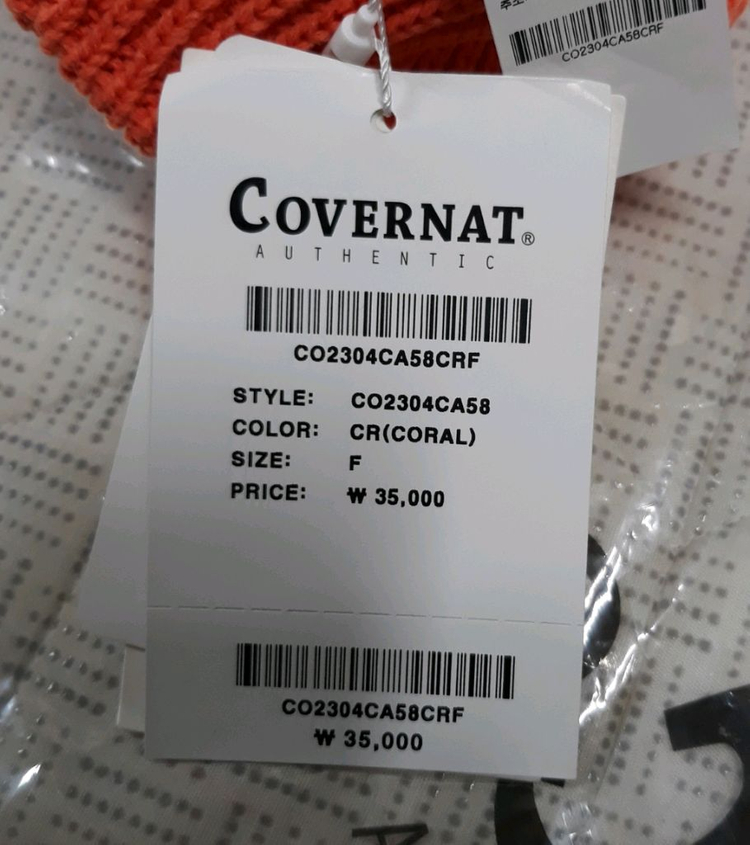 CO2304CA58CRF
COVERNAT®
AUTHENTIC
CO2304CA58CRF
STYLE: CO2304CA58
COLOR: CR(CORAL)
SIZE: F
PRICE: ₩ 35,000
CO2304CA58CRF
₩ 35,000